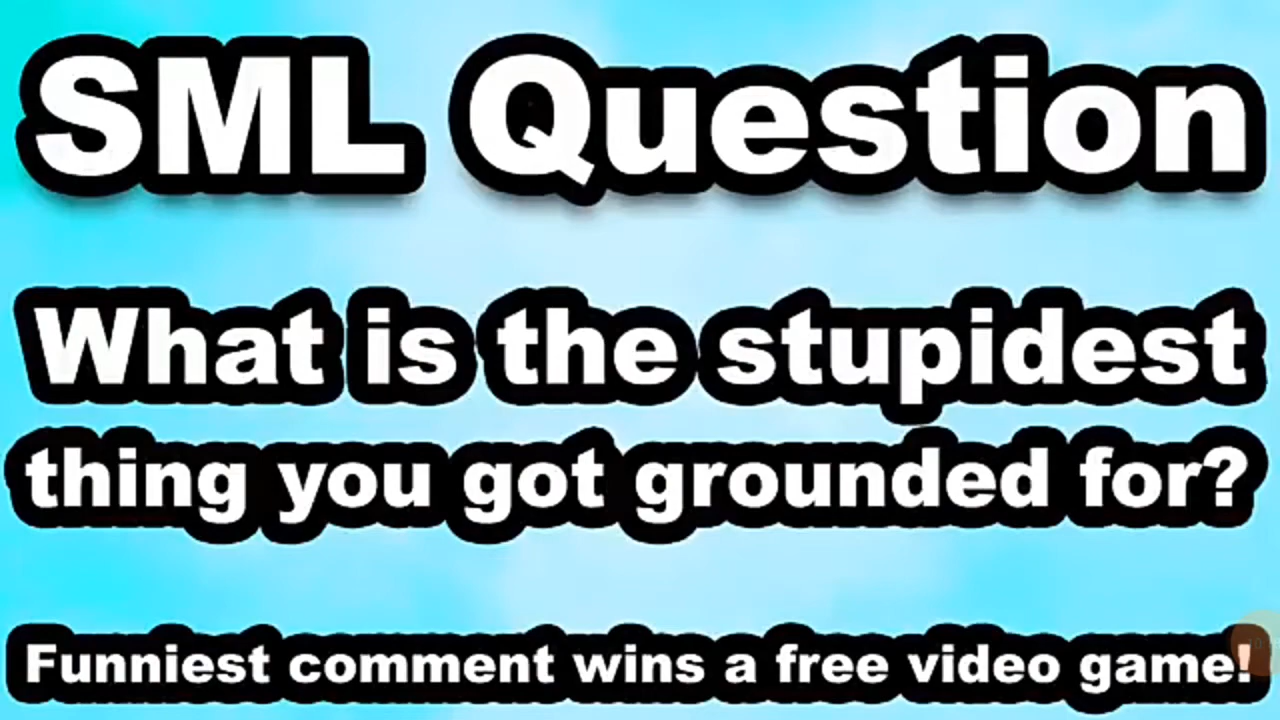 SML Question
What is the stupidest
thing you got grounded for?
Funniest comment wins a free video game!